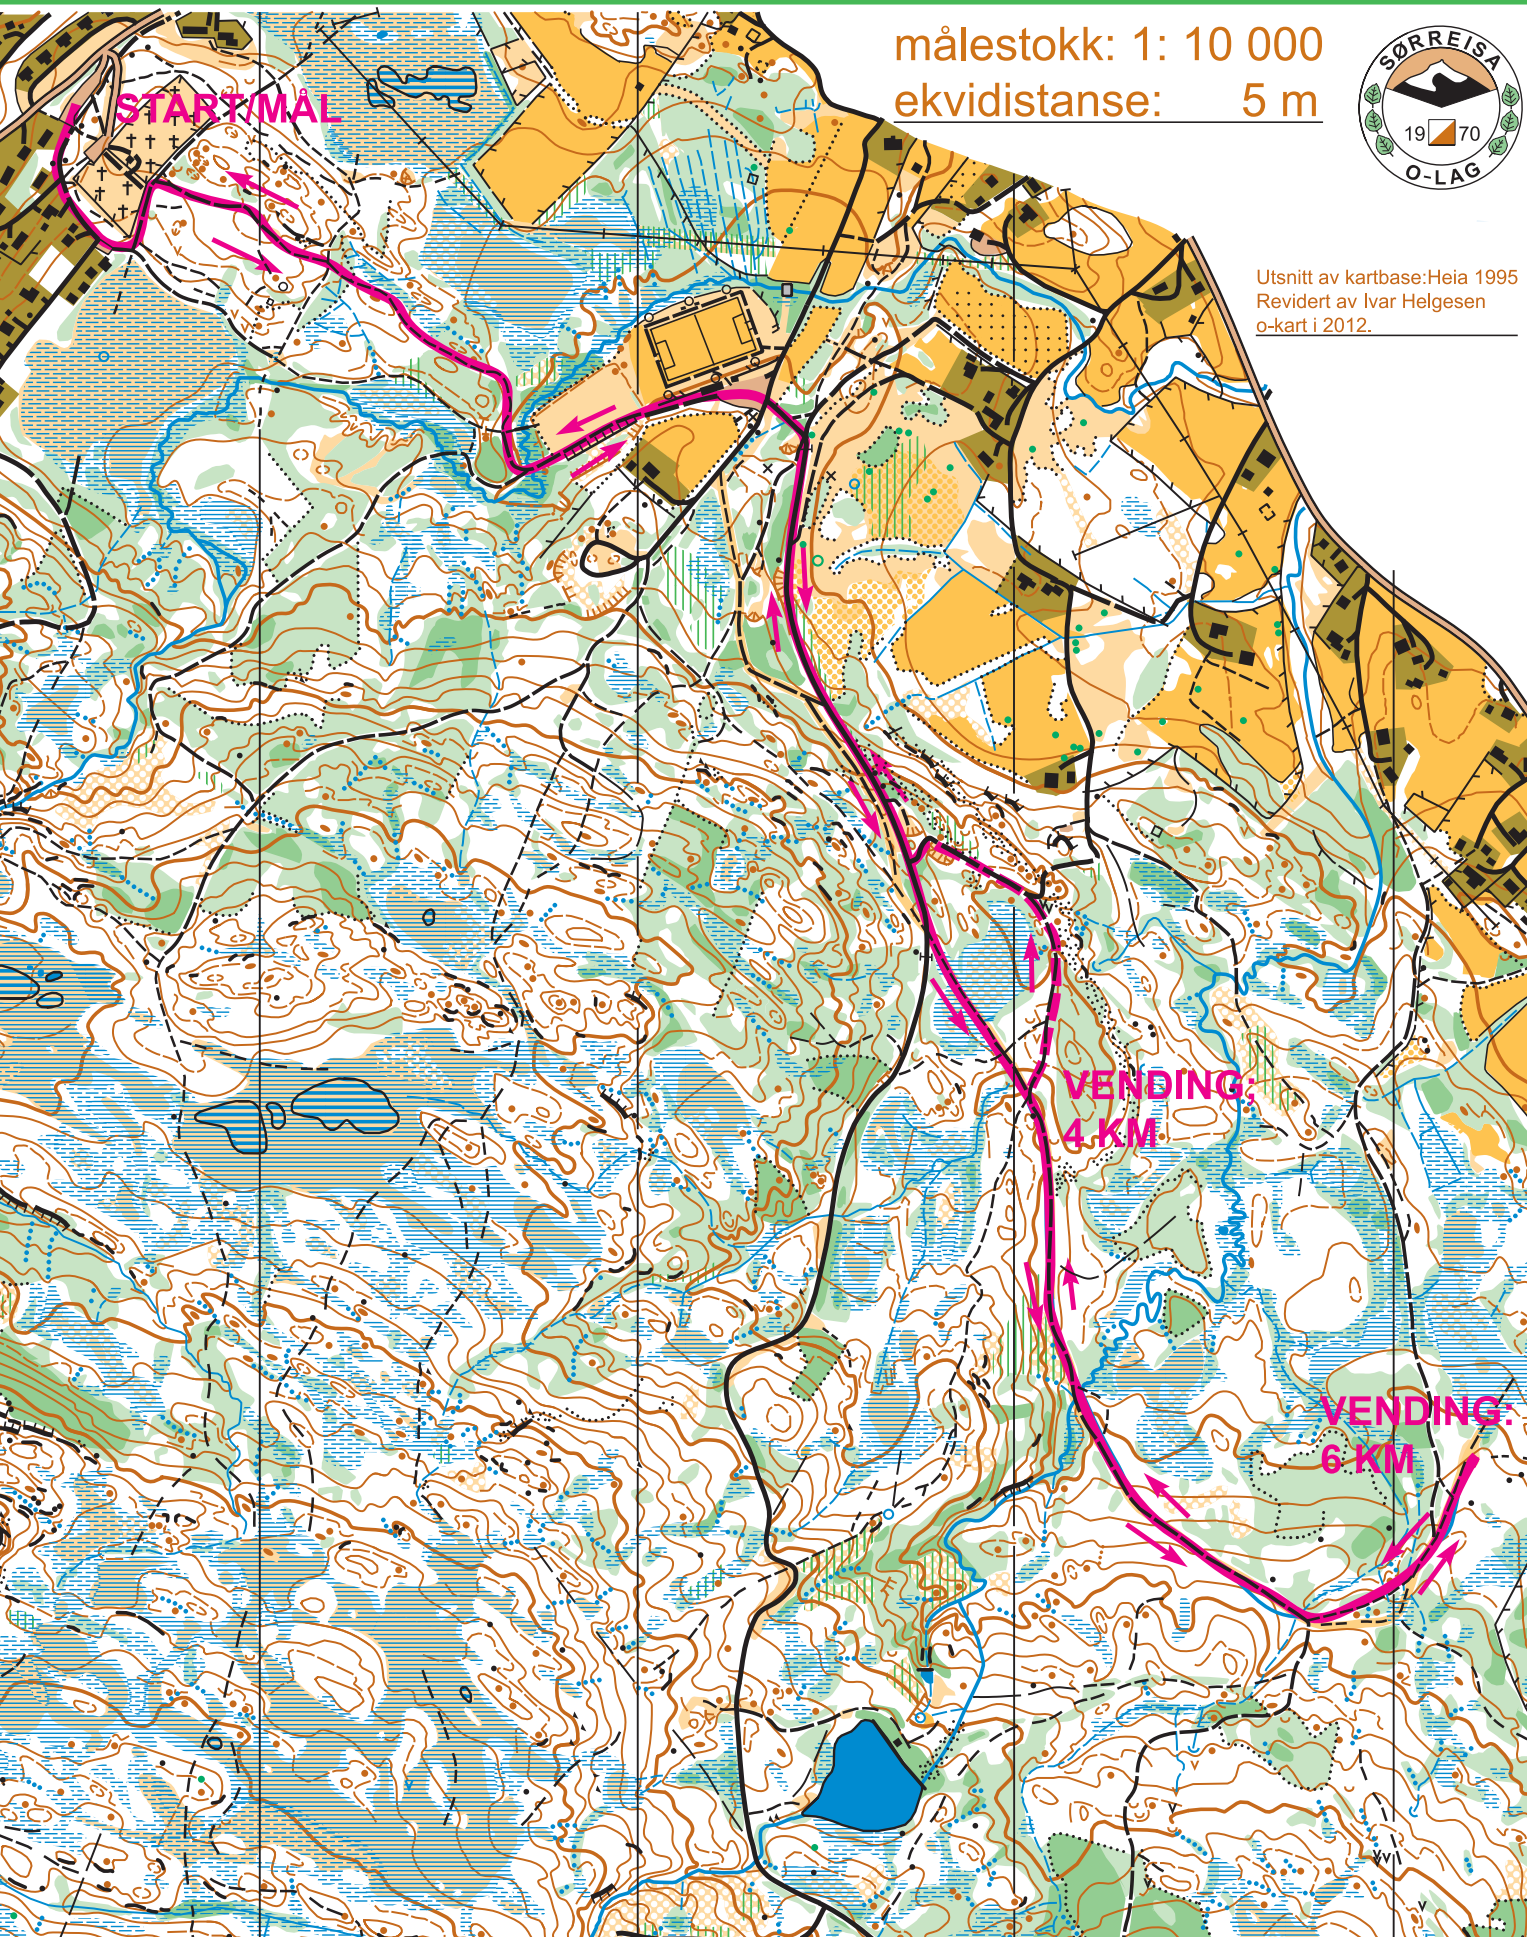 målestokk: 1: 10 000
ekvidistanse: 5 m
SØRREISA
19 70
O-LAG
START/MÅL
Utsnitt av kartbase:Heia 1995
Revidert av Ivar Helgesen
o-kart i 2012.
VENDING;
4 KM
VENDING:
6 KM